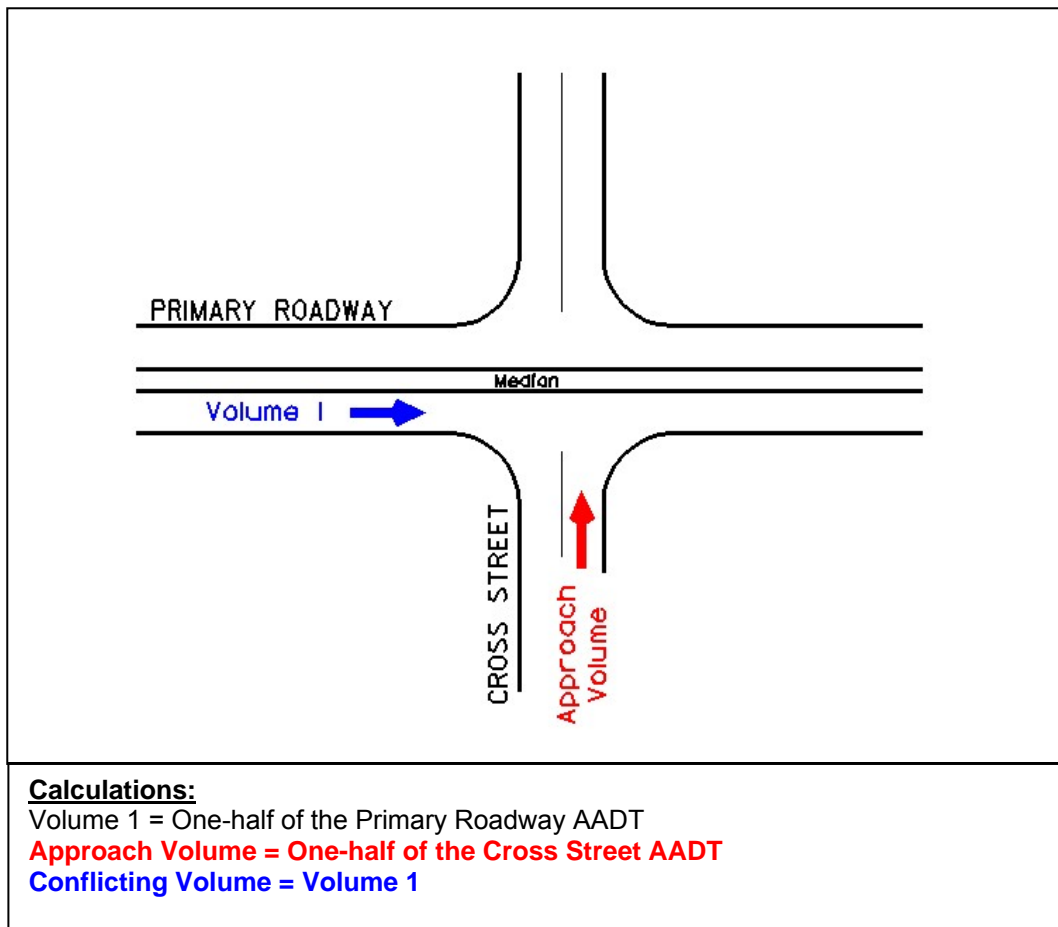 PRIMARY ROADWAY
Median
Volume 1
CROSS STREET
Approach
Volume
Calculations:
Volume 1 = One-half of the Primary Roadway AADT
Approach Volume = One-half of the Cross Street AADT
Conflicting Volume = Volume 1